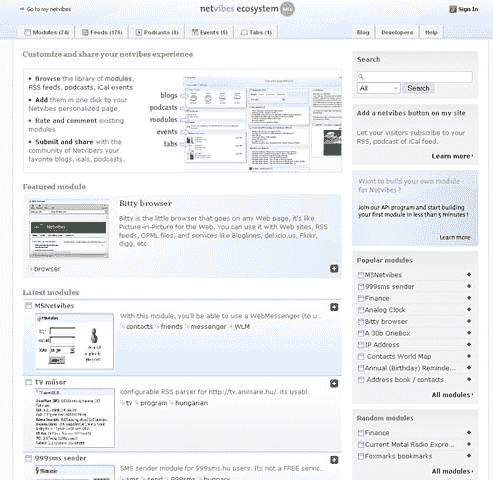 Go to my netvibes
netvibes ecosystem
Sign In
Modules (74) Feeds (176) Podcasts (8) Events (6) Tabs (1)
Blog Developers Help
Customize and share your netvibes experience
Browse the library of modules,
RSS feeds, podcasts, iCal events
Add them in one click to your
Netvibes personalized page
Rate and comment existing
modules
Submit and share with the
community of Netvibers your
favorite blogs, icals, podcasts.
blogs
podcasts
modules
events
tabs
Featured module
Bitty browser
Bitty is the little browser that goes on any Web page, it's like
Picture-in-Picture for the Web. You can use it with Web sites, RSS
feeds, OPML files, and services like Bloglines, del.icio.us, Flickr,
digg, etc.
browser
Latest modules
MSNetvibes
With this module, you'll be able to use a WebMessenger (to u...
contacts friends messenger WLM
TV műsor
configurable RSS parser for http://tv.animare.hu/. its usabl..
tv program hungarian
999sms sender
SMS sender module for 999sms.hu users. Its not a FREE servic...
sms send 999sms hungary
Search
All Search
Add a netvibes button on my site
Let your visitors subscribe to your
RSS, podcast of iCal feed.
Learn more
Want to build your own module
for Netvibes ?
Join our API program and start building
your first module in less than 5 minutes !
Learn more
Popular modules
MSNetvibes
999sms sender
Finance
Analog Clock
Bitty browser
A 30b OneBox
IP Address
Contacts World Map
Annual (Birthday) Reminde...
Address book / contacts
All modules
Random modules
Finance
Current Metal Radio Expre...
Foxmarks bookmarks
All modules